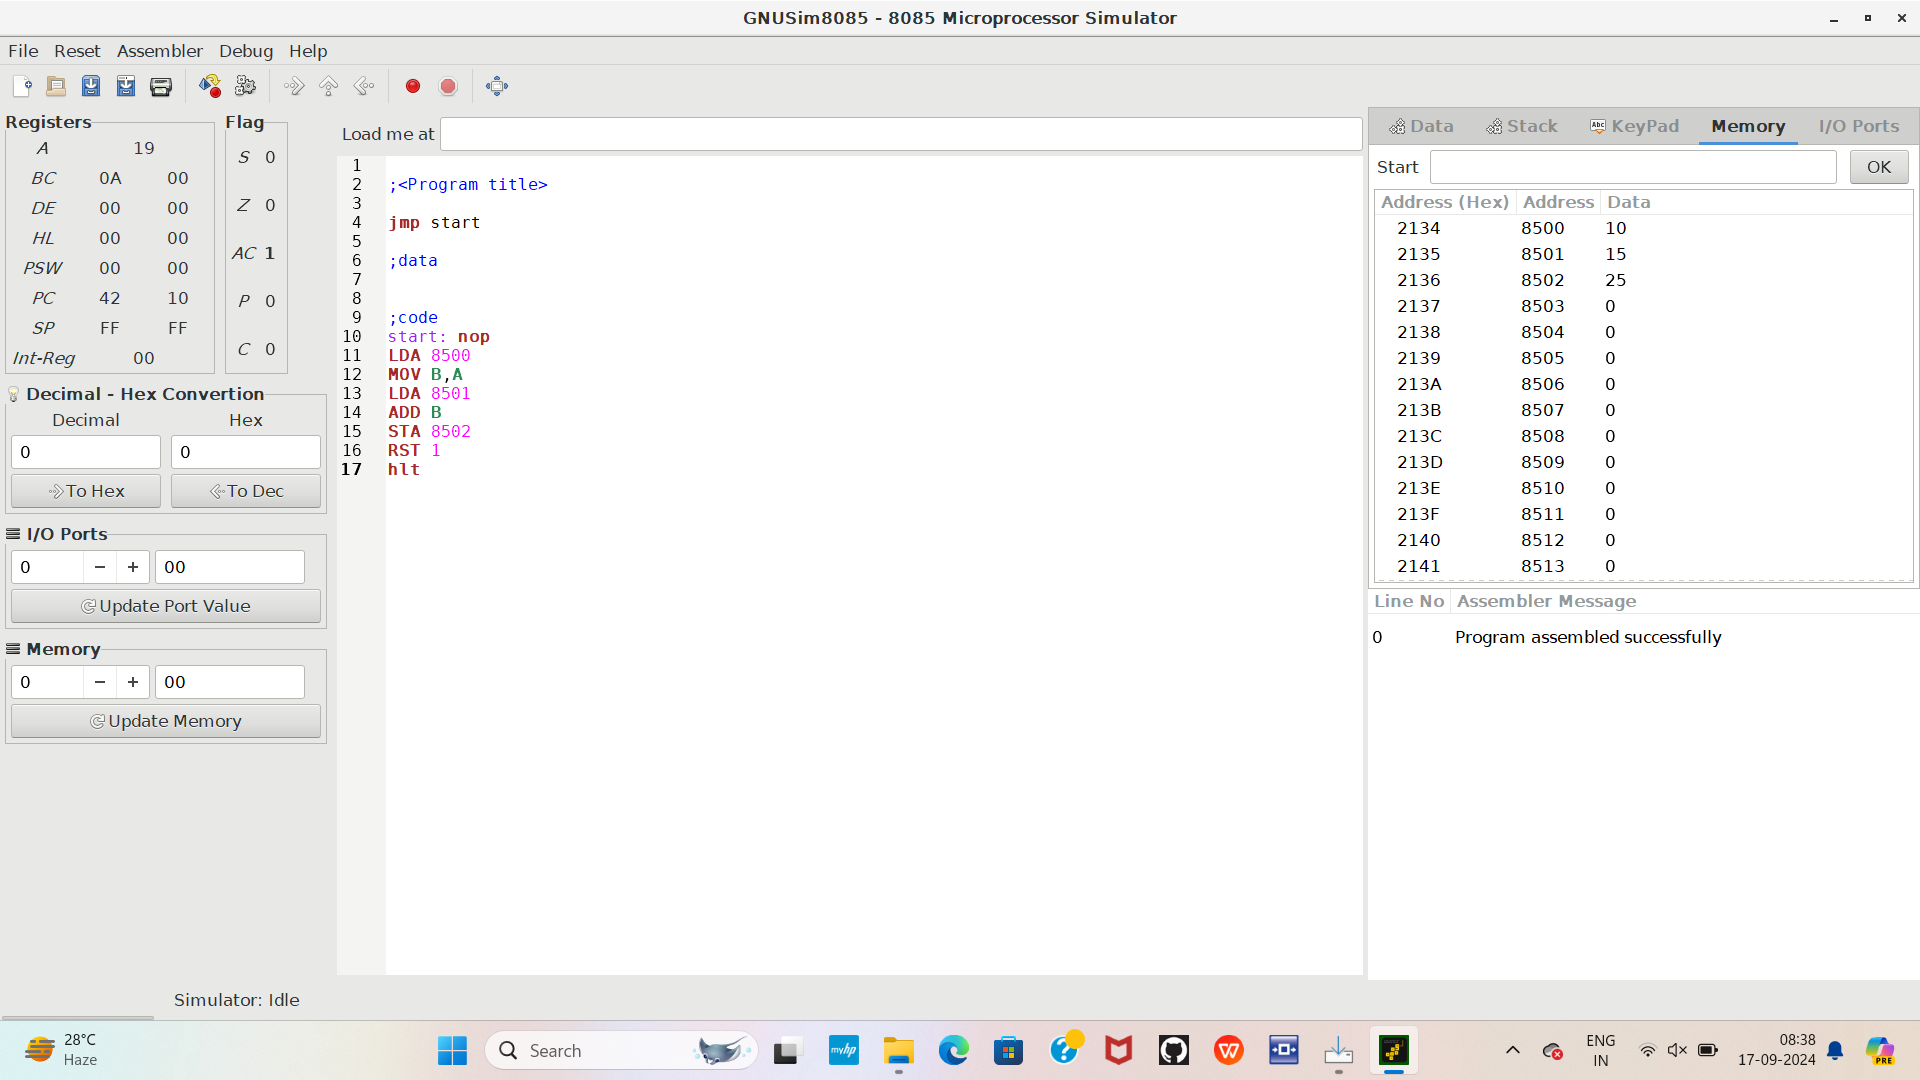 GNUSim8085 - 8085 Microprocessor Simulator
File Reset Assembler Debug Help
Registers
A 19
BC 0A 00
DE 00 00
HL 00 00
PSW 00 00
PC 42 10
SP FF FF
Int-Reg 00
Flag
S 0
Z 0
AC 1
P 0
C 0
Decimal - Hex Convertion
Decimal Hex
0 0
To Hex To Dec
I/O Ports
0 − + 00
Update Port Value
Memory
0 − + 00
Update Memory
Load me at
1
2 ;<Program title>
3
4 jmp start
5
6 ;data
7
8
9 ;code
10 start: nop
11 LDA 8500
12 MOV B,A
13 LDA 8501
14 ADD B
15 STA 8502
16 RST 1
17 hlt
Data Stack Abc KeyPad Memory I/O Ports
Start OK
Address (Hex) Address Data
2134 8500 10
2135 8501 15
2136 8502 25
2137 8503 0
2138 8504 0
2139 8505 0
213A 8506 0
213B 8507 0
213C 8508 0
213D 8509 0
213E 8510 0
213F 8511 0
2140 8512 0
2141 8513 0
Line No Assembler Message
0 Program assembled successfully
Simulator: Idle
28°C
Haze
Search
myhp
ENG
IN
08:38
17-09-2024
PRE